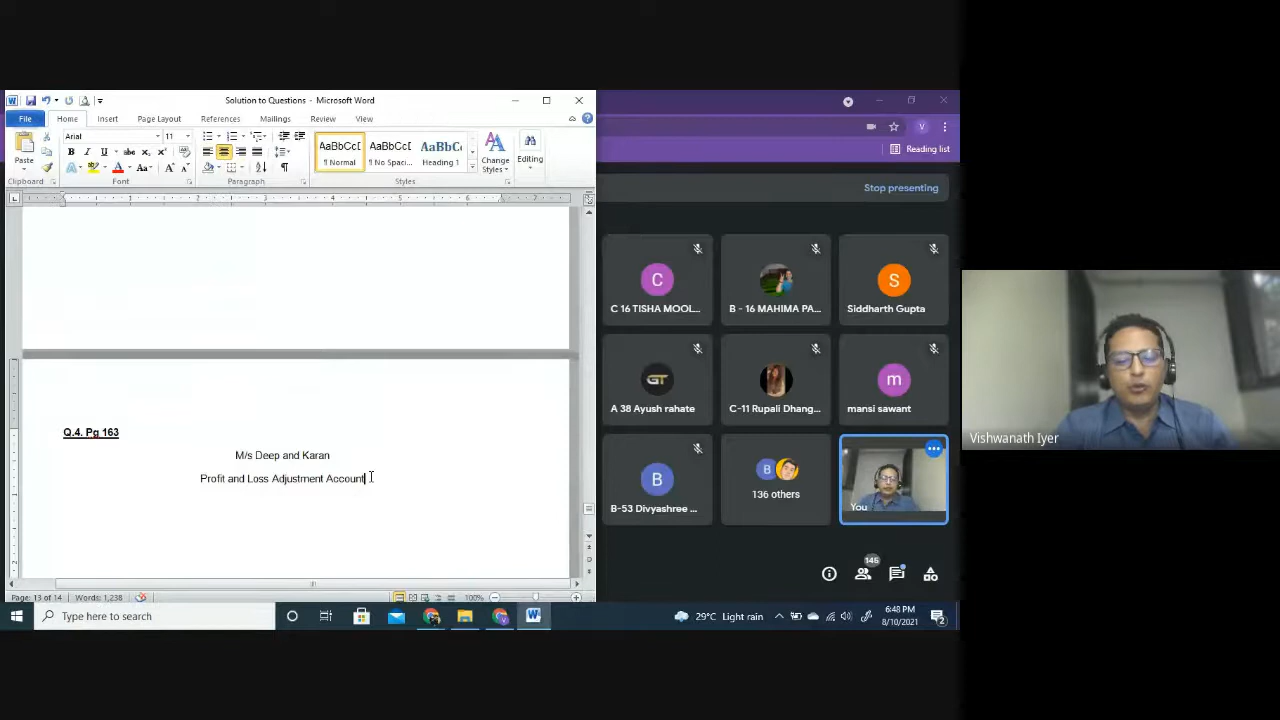 Solution to Questions - Microsoft Word
File Home Insert Page Layout References Mailings Review View
Arial 11
Paste
AaBbCcI AaBbCcI AaBbCc
¶ Normal ¶ No Spaci... Heading 1
Change Styles
Editing
Clipboard Font Paragraph Styles
Q.4. Pg 163
M/s Deep and Karan
Profit and Loss Adjustment Account
Page: 13 of 14 Words: 1,238 100%
Reading list
Stop presenting
C 16 TISHA MOOL...
B - 16 MAHIMA PA...
Siddharth Gupta
A 38 Ayush rahate
C-11 Rupali Dhang...
mansi sawant
B-53 Divyashree ...
136 others
You
145
Type here to search
29°C Light rain
6:48 PM
8/10/2021
Vishwanath Iyer